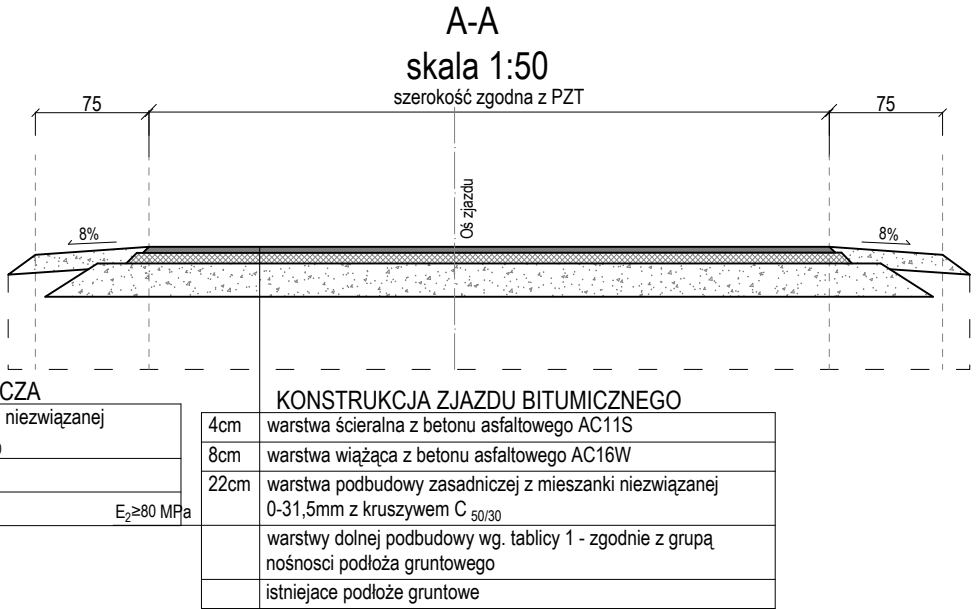 A-A
skala 1:50
szerokość zgodna z PZT
75
75
Oś zjazdu
8%
8%
CZA
niezwiązanej
E2≥80 MPa
KONSTRUKCJA ZJAZDU BITUMICZNEGO
4cm warstwa ścieralna z betonu asfaltowego AC11S
8cm warstwa wiążąca z betonu asfaltowego AC16W
22cm warstwa podbudowy zasadniczej z mieszanki niezwiązanej
0-31,5mm z kruszywem C 50/30
warstwy dolnej podbudowy wg. tablicy 1 - zgodnie z grupą
nośnosci podłoża gruntowego
istniejace podłoże gruntowe